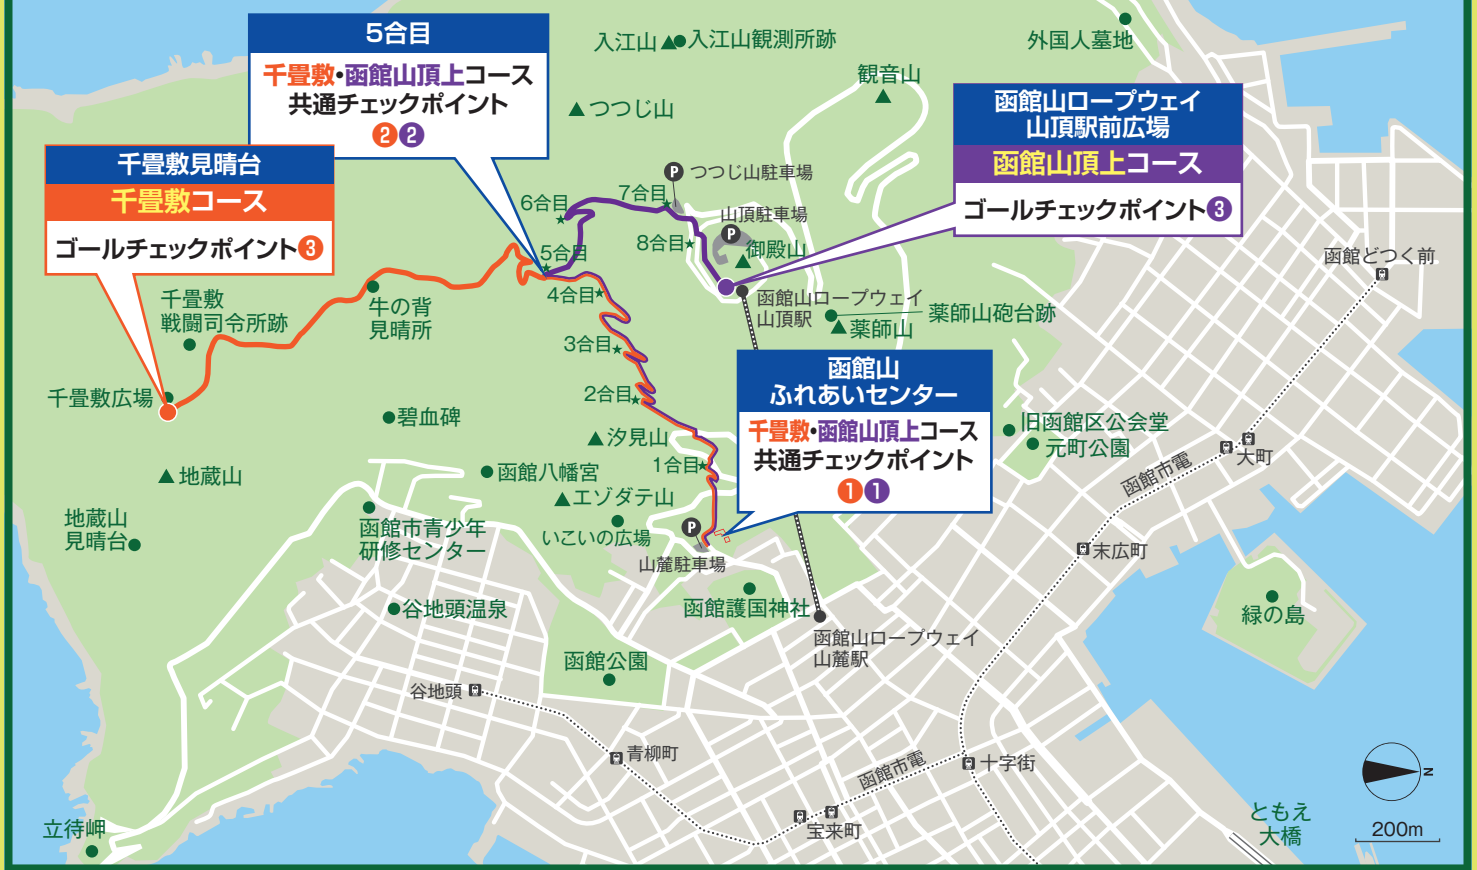 5合目
千畳敷・函館山頂上コース
共通チェックポイント
❷❷
千畳敷見晴台
千畳敷コース
ゴールチェックポイント❸
函館山ロープウェイ
山頂駅前広場
函館山頂上コース
ゴールチェックポイント❸
函館山
ふれあいセンター
千畳敷・函館山頂上コース
共通チェックポイント
❶❶
入江山
入江山観測所跡
外国人墓地
観音山
つつじ山
P
つつじ山駐車場
7合目
6合目
山頂駐車場
P
8合目
御殿山
5合目
4合目
函館山ロープウェイ
山頂駅
薬師山砲台跡
薬師山
函館どつく前
千畳敷
戦闘司令所跡
牛の背
見晴所
3合目
2合目
千畳敷広場
碧血碑
汐見山
1合目
旧函館区公会堂
元町公園
大町
函館市電
地蔵山
函館八幡宮
エゾダテ山
地蔵山
見晴台
函館市青少年
研修センター
いこいの広場
P
山麓駐車場
末広町
谷地頭温泉
函館護国神社
緑の島
函館山ロープウェイ
山麓駅
函館公園
谷地頭
青柳町
函館市電
十字街
宝来町
立待岬
ともえ
大橋
N
200m